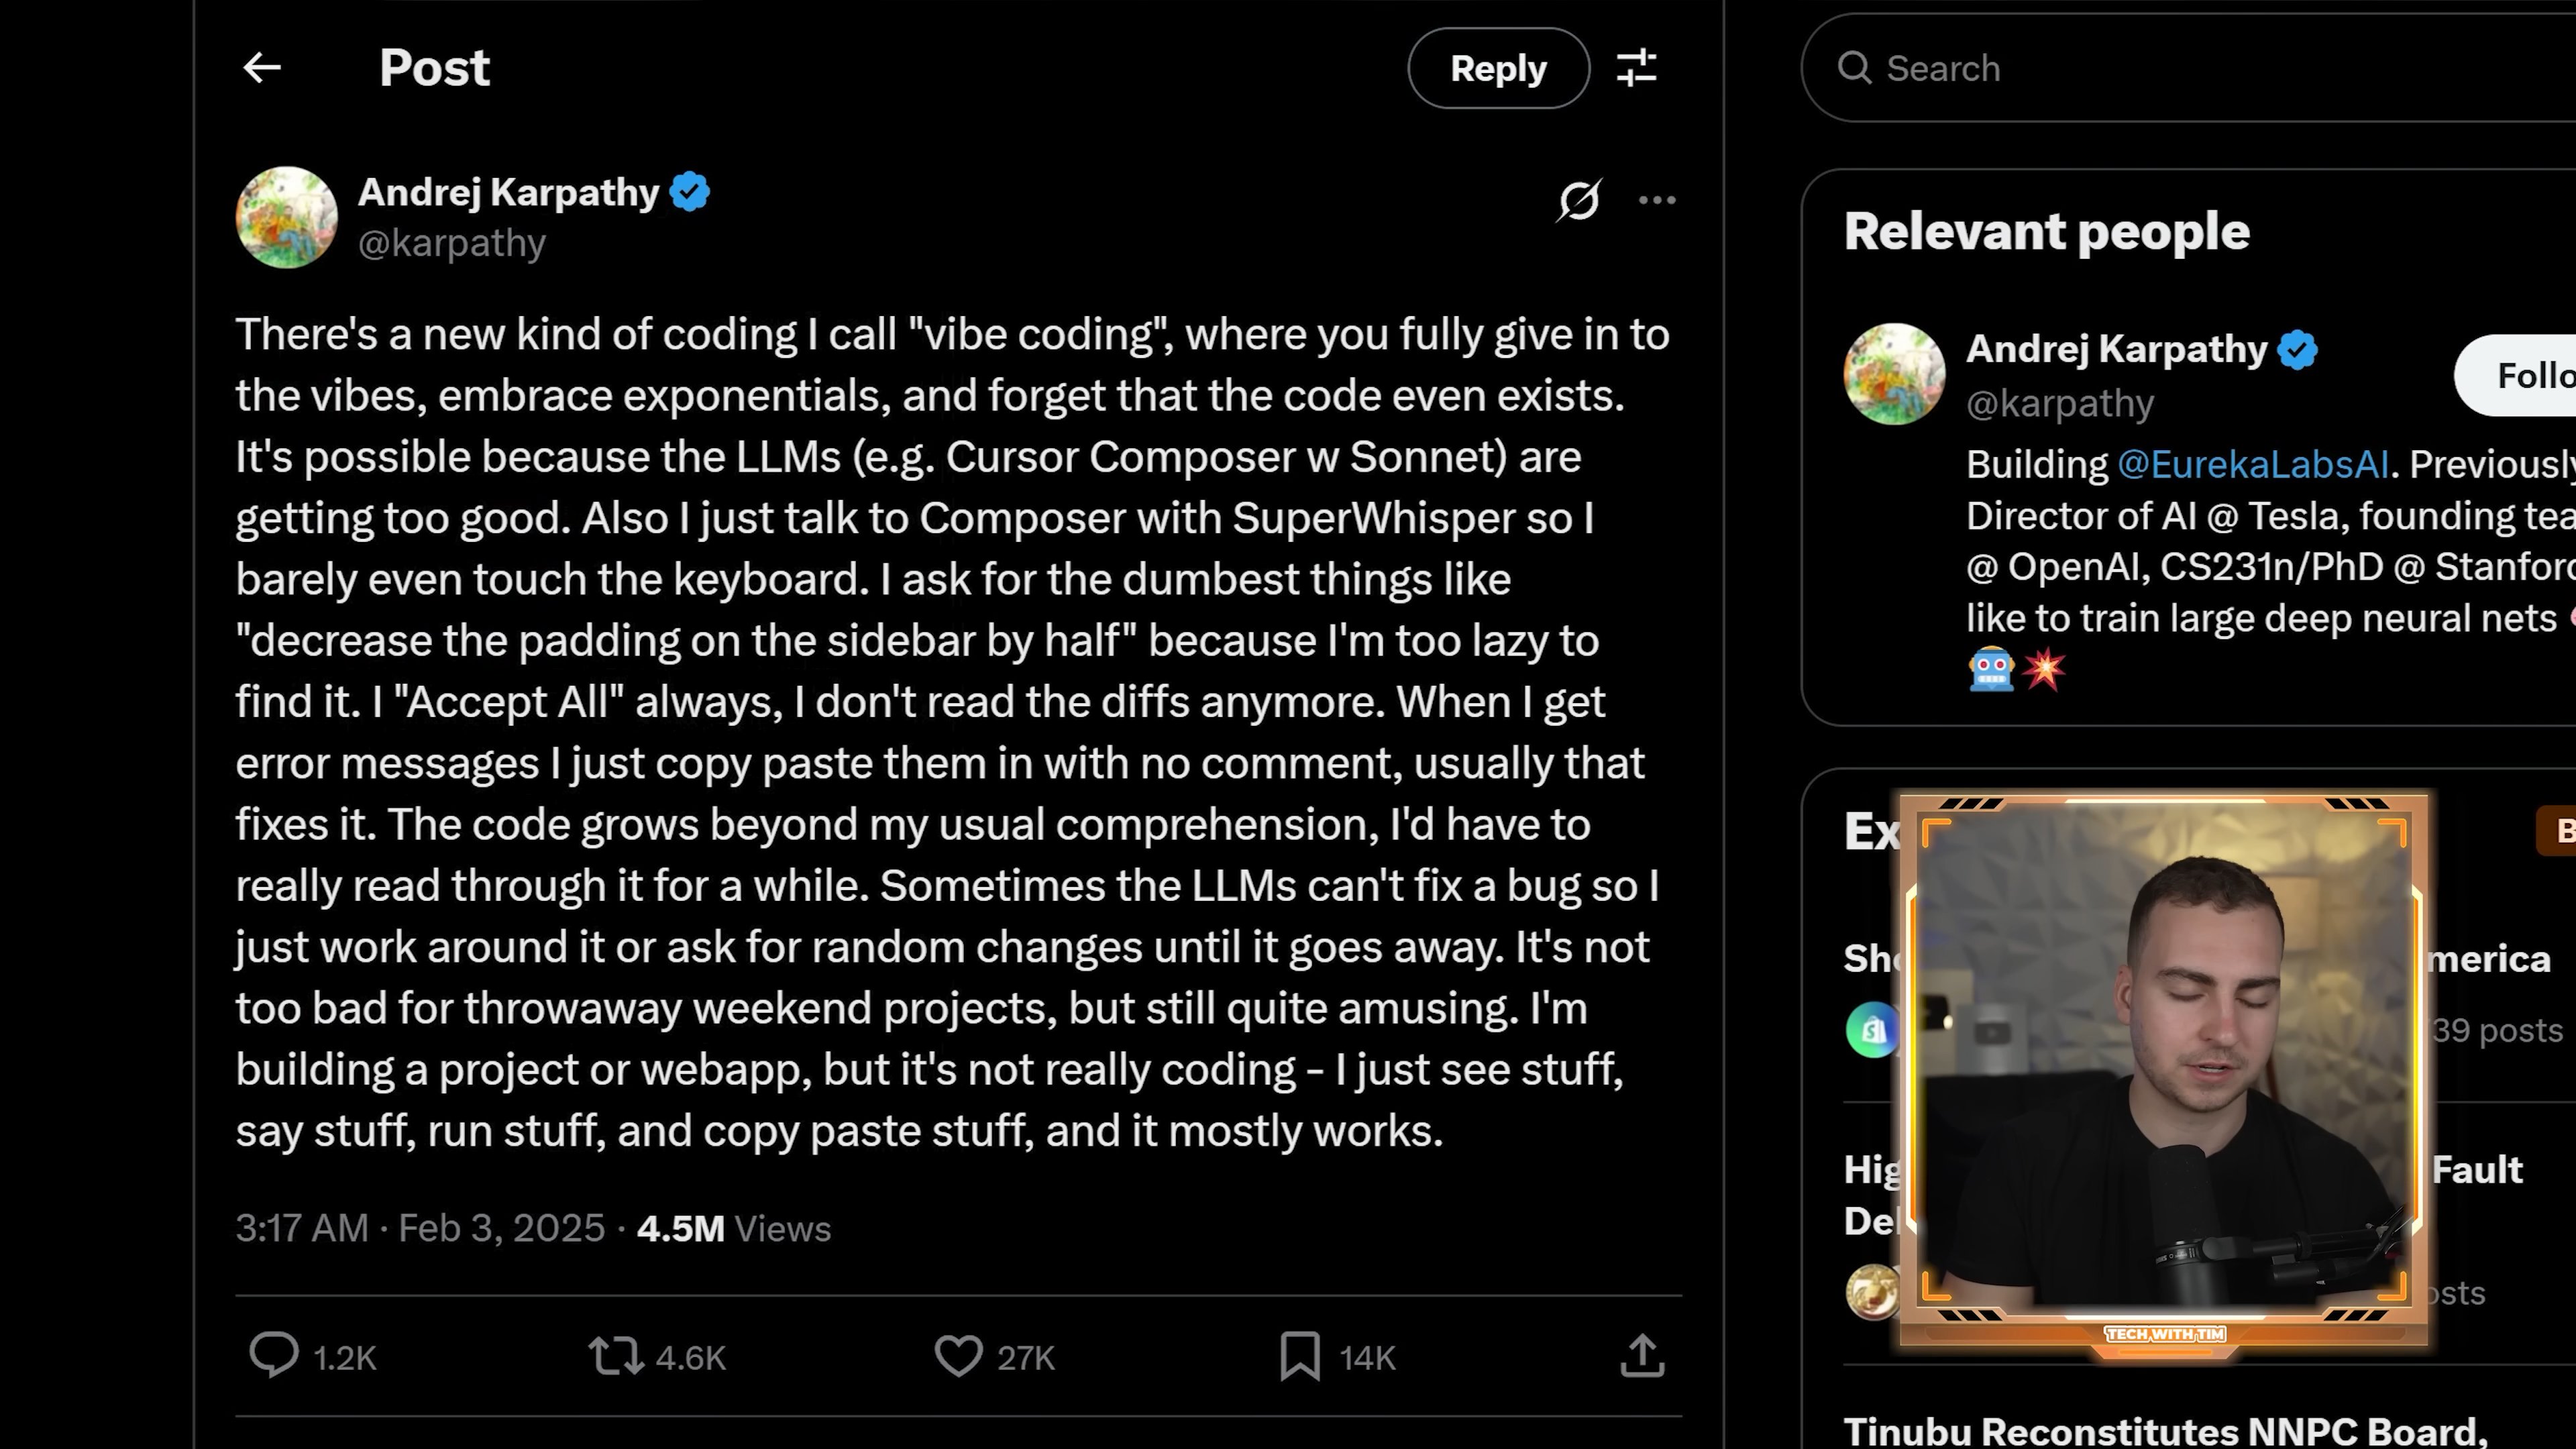 Post
Reply
Search
Andrej Karpathy
@karpathy
There's a new kind of coding I call "vibe coding", where you fully give in to
the vibes, embrace exponentials, and forget that the code even exists.
It's possible because the LLMs (e.g. Cursor Composer w Sonnet) are
getting too good. Also I just talk to Composer with SuperWhisper so I
barely even touch the keyboard. I ask for the dumbest things like
"decrease the padding on the sidebar by half" because I'm too lazy to
find it. I "Accept All" always, I don't read the diffs anymore. When I get
error messages I just copy paste them in with no comment, usually that
fixes it. The code grows beyond my usual comprehension, I'd have to
really read through it for a while. Sometimes the LLMs can't fix a bug so I
just work around it or ask for random changes until it goes away. It's not
too bad for throwaway weekend projects, but still quite amusing. I'm
building a project or webapp, but it's not really coding - I just see stuff,
say stuff, run stuff, and copy paste stuff, and it mostly works.
3:17 AM · Feb 3, 2025 · 4.5M Views
1.2K
4.6K
27K
14K
Relevant people
Andrej Karpathy
@karpathy
Follo
Building @EurekaLabsAI. Previously
Director of AI @ Tesla, founding tea
@ OpenAI, CS231n/PhD @ Stanford
like to train large deep neural nets
Ex
B
Sho merica
39 posts
Hig Fault
Del
osts
TECH WITH TIM
Tinubu Reconstitutes NNPC Board,